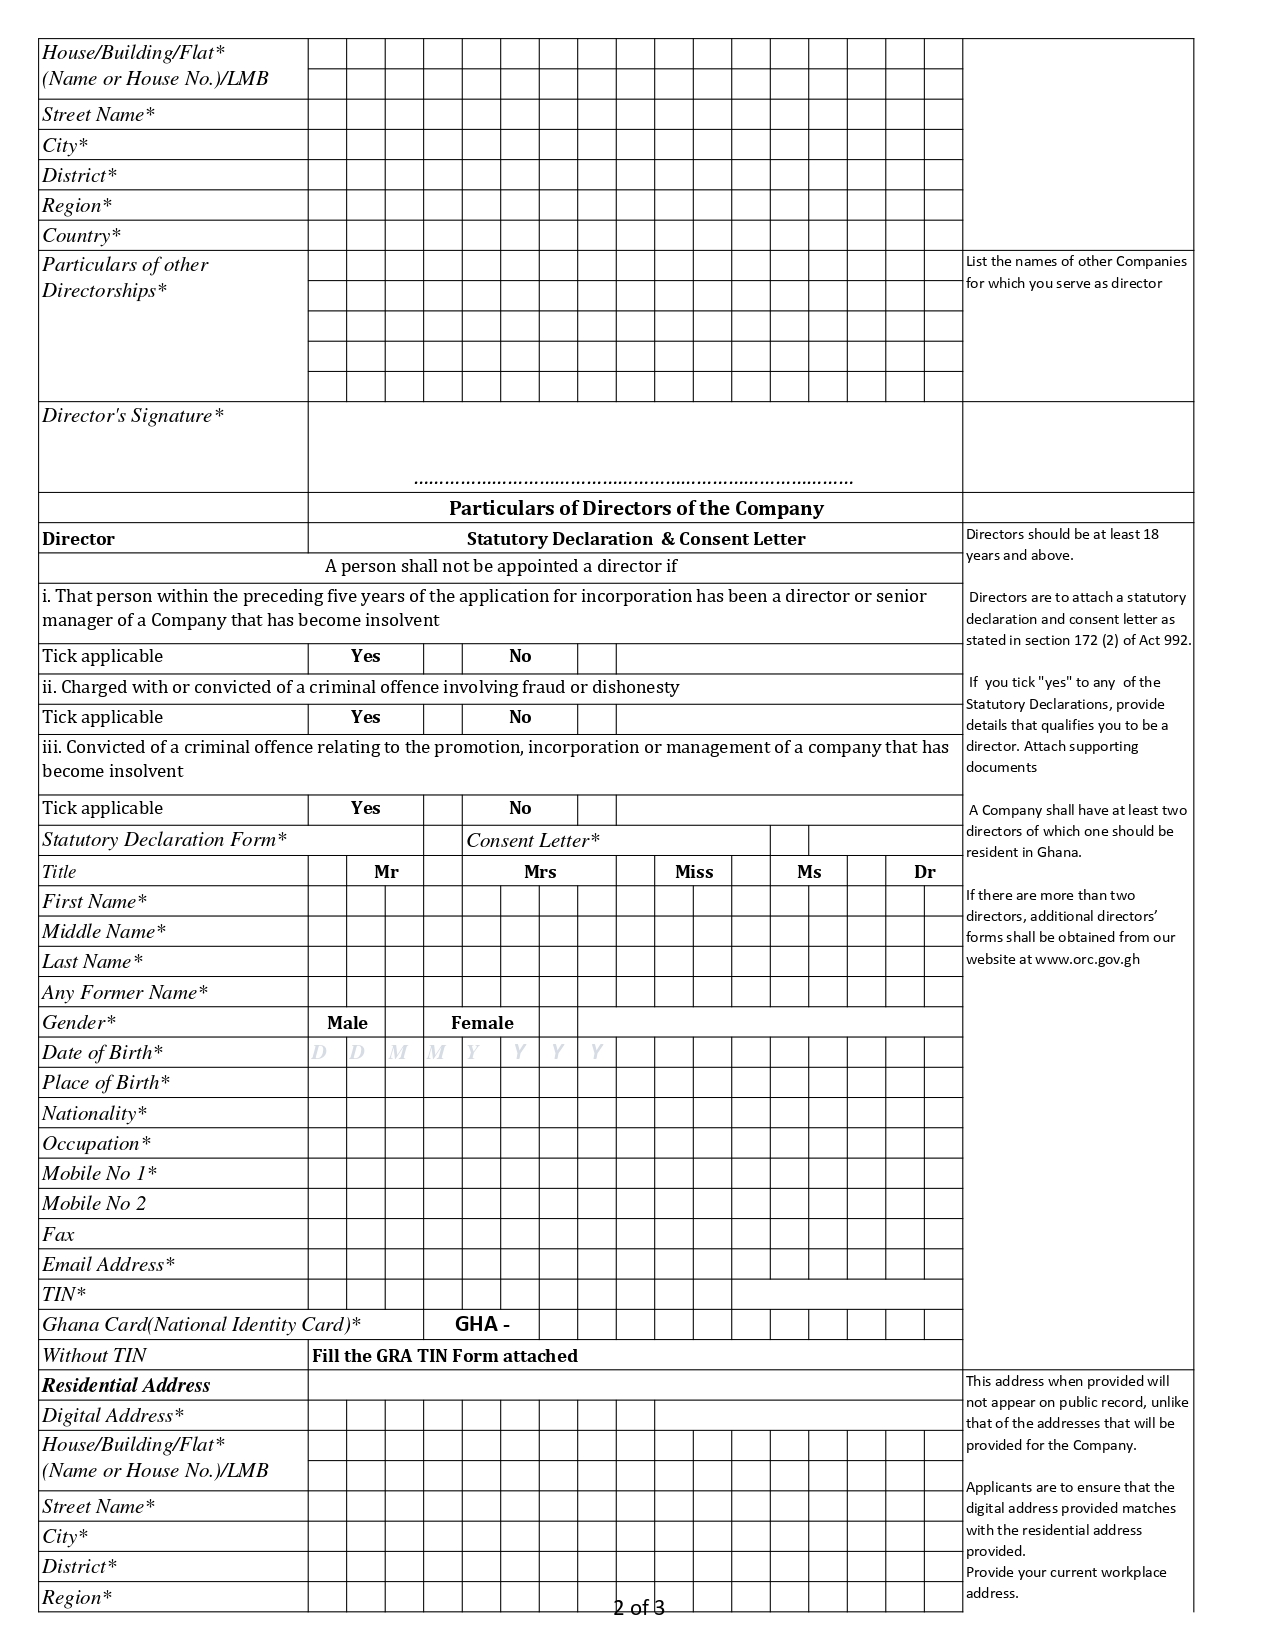 House/Building/Flat*
(Name or House No.)/LMB
Street Name*
City*
District*
Region*
Country*
Particulars of other
Directorships*
List the names of other Companies
for which you serve as director
Director's Signature*
....................................................................................
Particulars of Directors of the Company
Director
Statutory Declaration & Consent Letter
A person shall not be appointed a director if
i. That person within the preceding five years of the application for incorporation has been a director or senior
manager of a Company that has become insolvent
Tick applicable Yes No
ii. Charged with or convicted of a criminal offence involving fraud or dishonesty
Tick applicable Yes No
iii. Convicted of a criminal offence relating to the promotion, incorporation or management of a company that has
become insolvent
Tick applicable Yes No
Statutory Declaration Form* Consent Letter*
Title Mr Mrs Miss Ms Dr
First Name*
Middle Name*
Last Name*
Any Former Name*
Gender* Male Female
Date of Birth* D D M M Y Y Y Y
Place of Birth*
Nationality*
Occupation*
Mobile No 1*
Mobile No 2
Fax
Email Address*
TIN*
Ghana Card(National Identity Card)* GHA -
Without TIN Fill the GRA TIN Form attached
Directors should be at least 18
years and above.
Directors are to attach a statutory
declaration and consent letter as
stated in section 172 (2) of Act 992.
If you tick "yes" to any of the
Statutory Declarations, provide
details that qualifies you to be a
director. Attach supporting
documents
A Company shall have at least two
directors of which one should be
resident in Ghana.
If there are more than two
directors, additional directors’
forms shall be obtained from our
website at www.orc.gov.gh
Residential Address
Digital Address*
House/Building/Flat*
(Name or House No.)/LMB
Street Name*
City*
District*
Region*
This address when provided will
not appear on public record, unlike
that of the addresses that will be
provided for the Company.
Applicants are to ensure that the
digital address provided matches
with the residential address
provided.
Provide your current workplace
address.
2 of 3